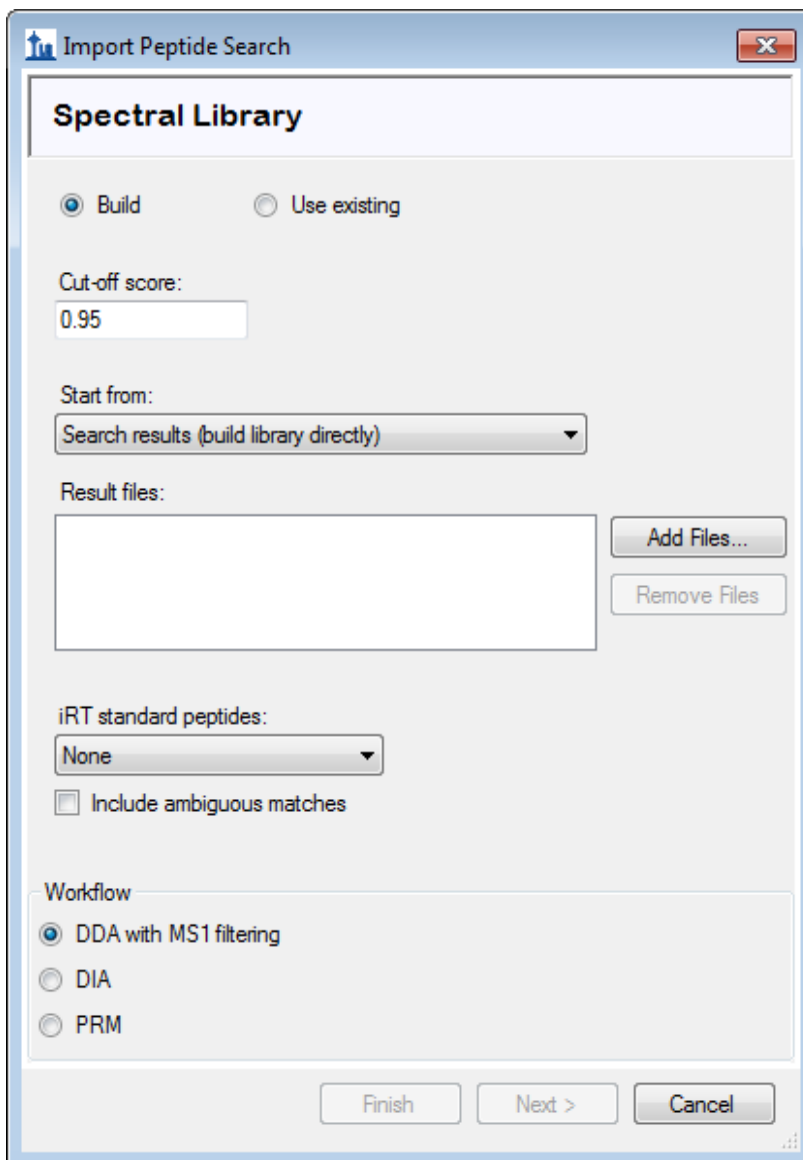 Import Peptide Search
Spectral Library
Build
Use existing
Cut-off score:
0.95
Start from:
Search results (build library directly)
Result files:
Add Files...
Remove Files
iRT standard peptides:
None
Include ambiguous matches
Workflow
DDA with MS1 filtering
DIA
PRM
Finish
Next >
Cancel